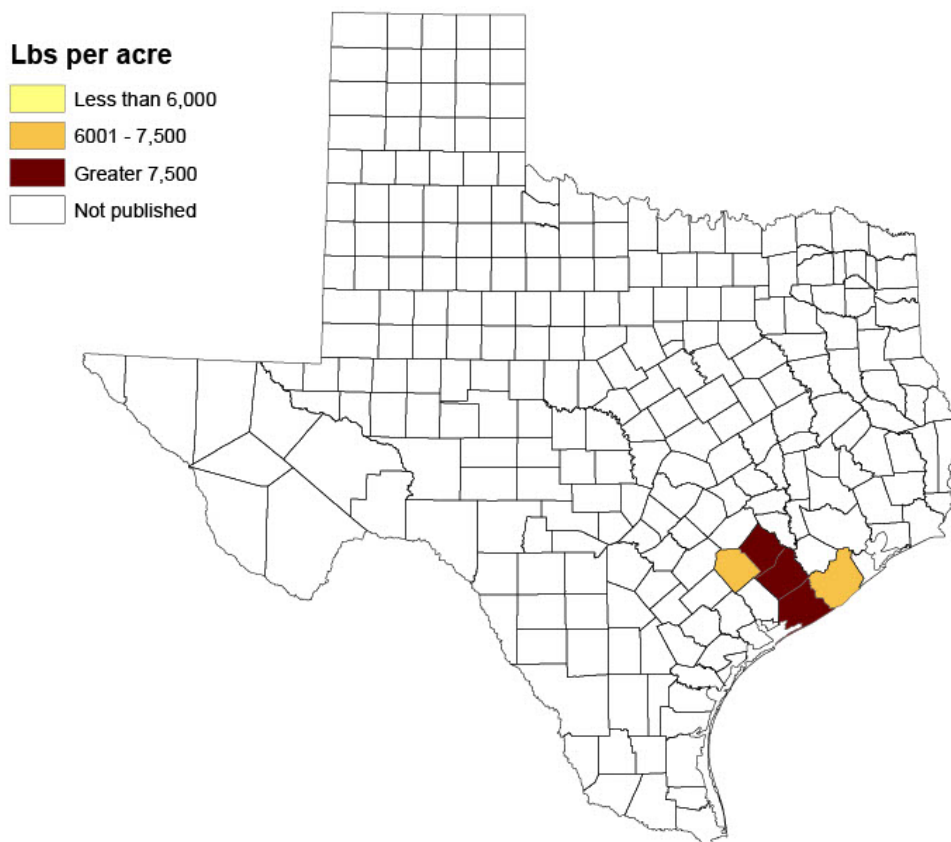 Lbs per acre
Less than 6,000
6001 - 7,500
Greater 7,500
Not published